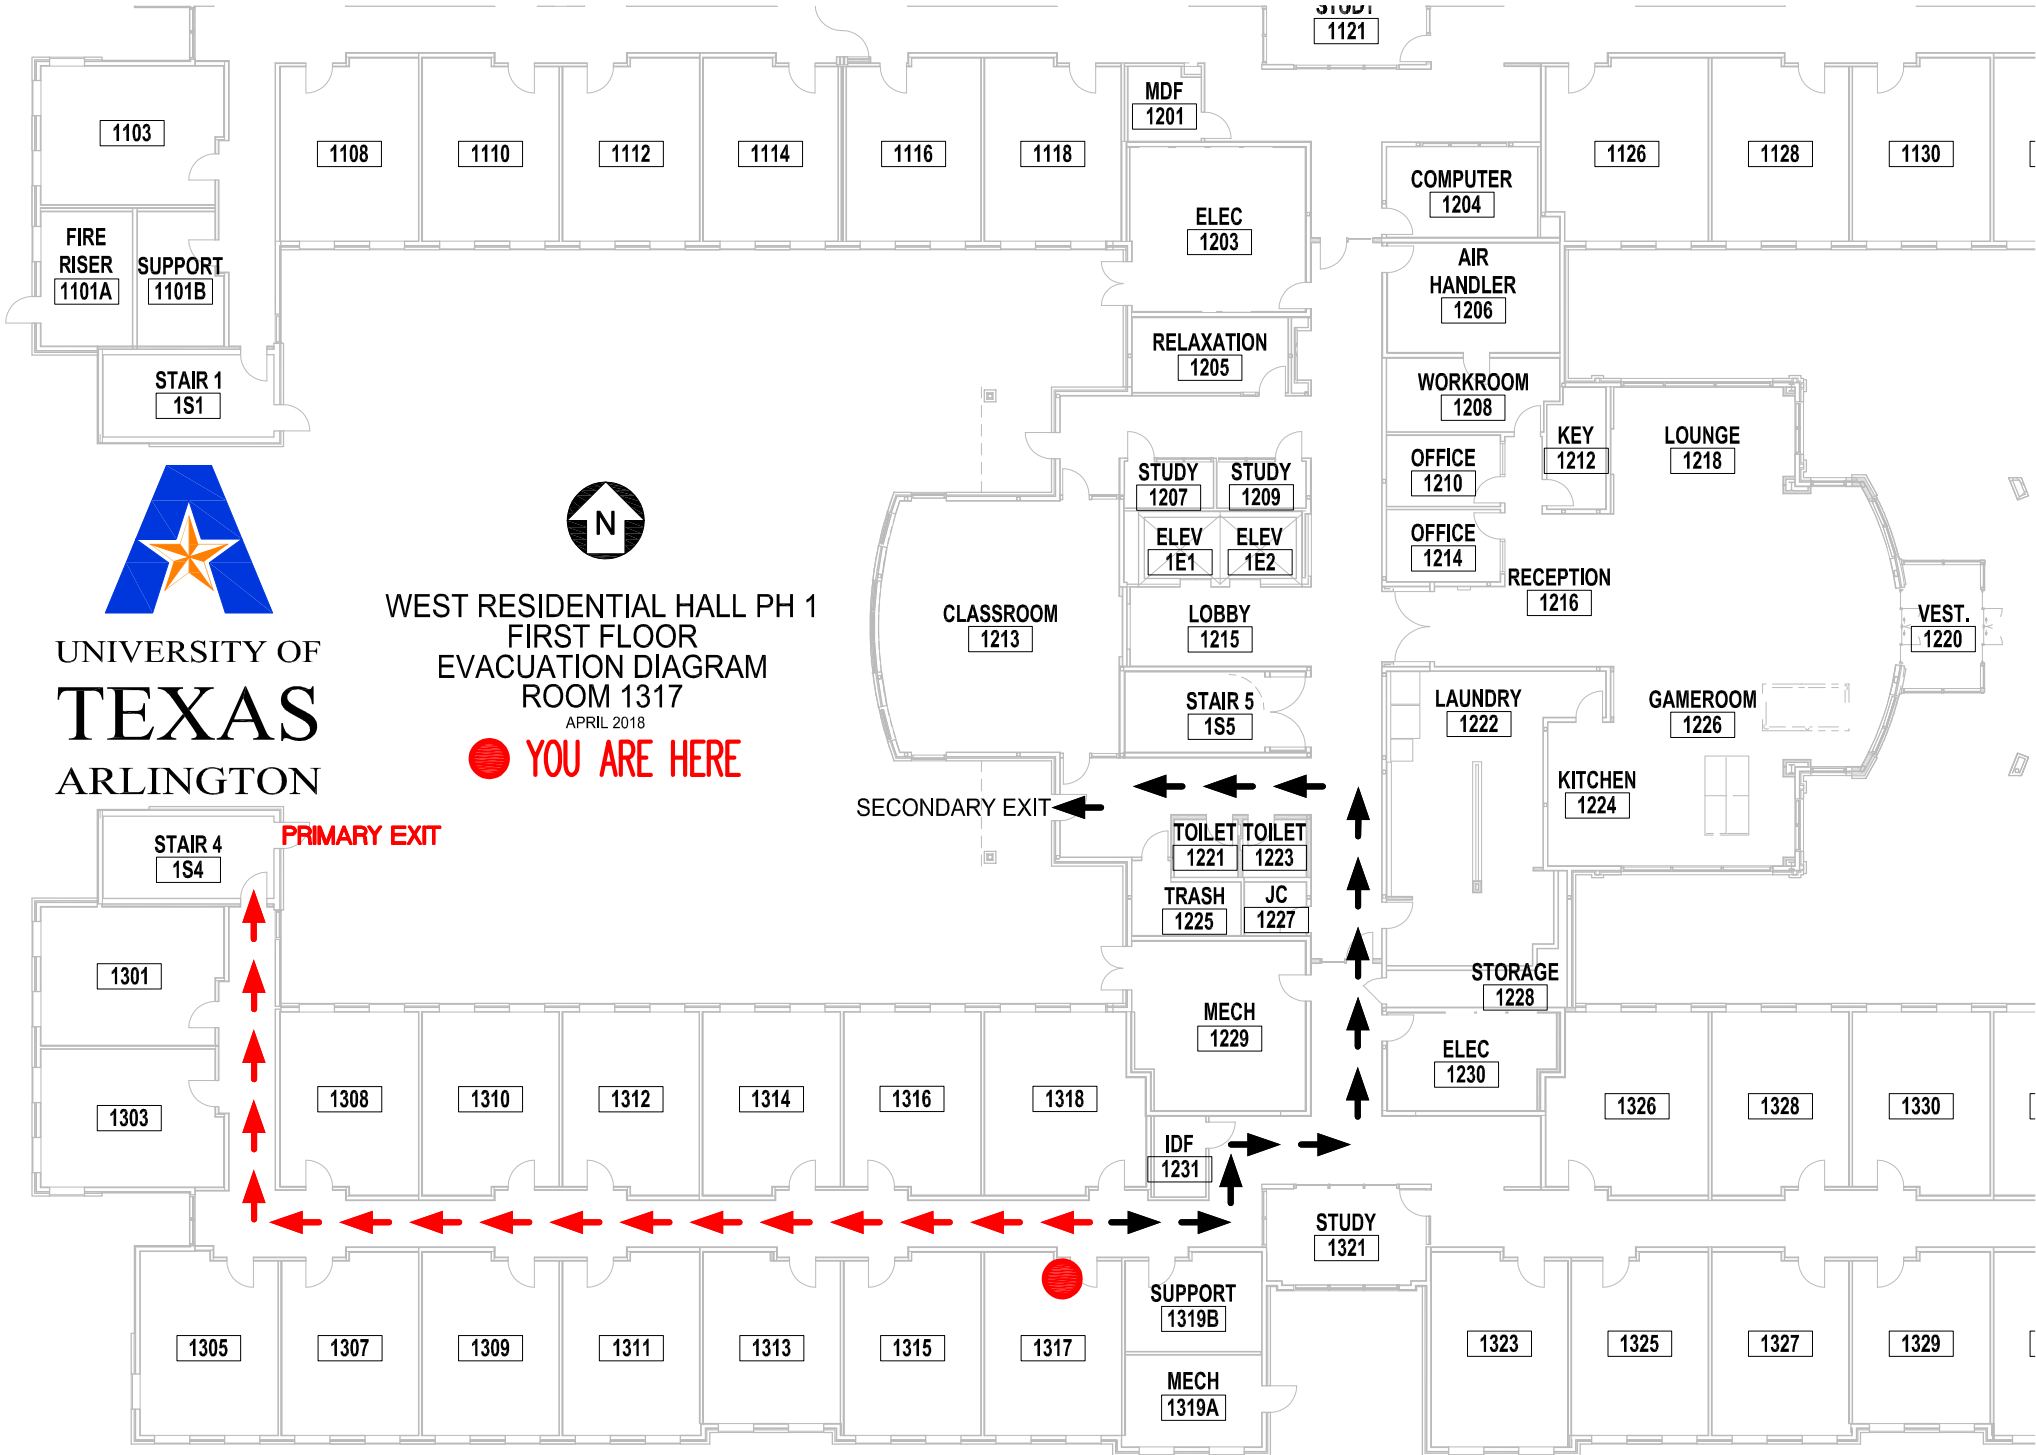 STUDY
1121
MDF
1201
1103
1108
1110
1112
1114
1116
1118
1126
1128
1130
COMPUTER
1204
ELEC
1203
FIRE
RISER
1101A
SUPPORT
1101B
AIR
HANDLER
1206
RELAXATION
1205
STAIR 1
1S1
WORKROOM
1208
KEY
1212
LOUNGE
1218
OFFICE
1210
STUDY
1207
STUDY
1209
N
ELEV
1E1
ELEV
1E2
OFFICE
1214
RECEPTION
1216
CLASSROOM
1213
LOBBY
1215
VEST.
1220
UNIVERSITY OF
TEXAS
ARLINGTON
WEST RESIDENTIAL HALL PH 1
FIRST FLOOR
EVACUATION DIAGRAM
ROOM 1317
APRIL 2018
YOU ARE HERE
STAIR 5
1S5
LAUNDRY
1222
GAMEROOM
1226
KITCHEN
1224
SECONDARY EXIT
PRIMARY EXIT
STAIR 4
1S4
TOILET
1221
TOILET
1223
TRASH
1225
JC
1227
1301
STORAGE
1228
MECH
1229
ELEC
1230
1303
1308
1310
1312
1314
1316
1318
1326
1328
1330
IDF
1231
STUDY
1321
SUPPORT
1319B
1305
1307
1309
1311
1313
1315
1317
1323
1325
1327
1329
MECH
1319A